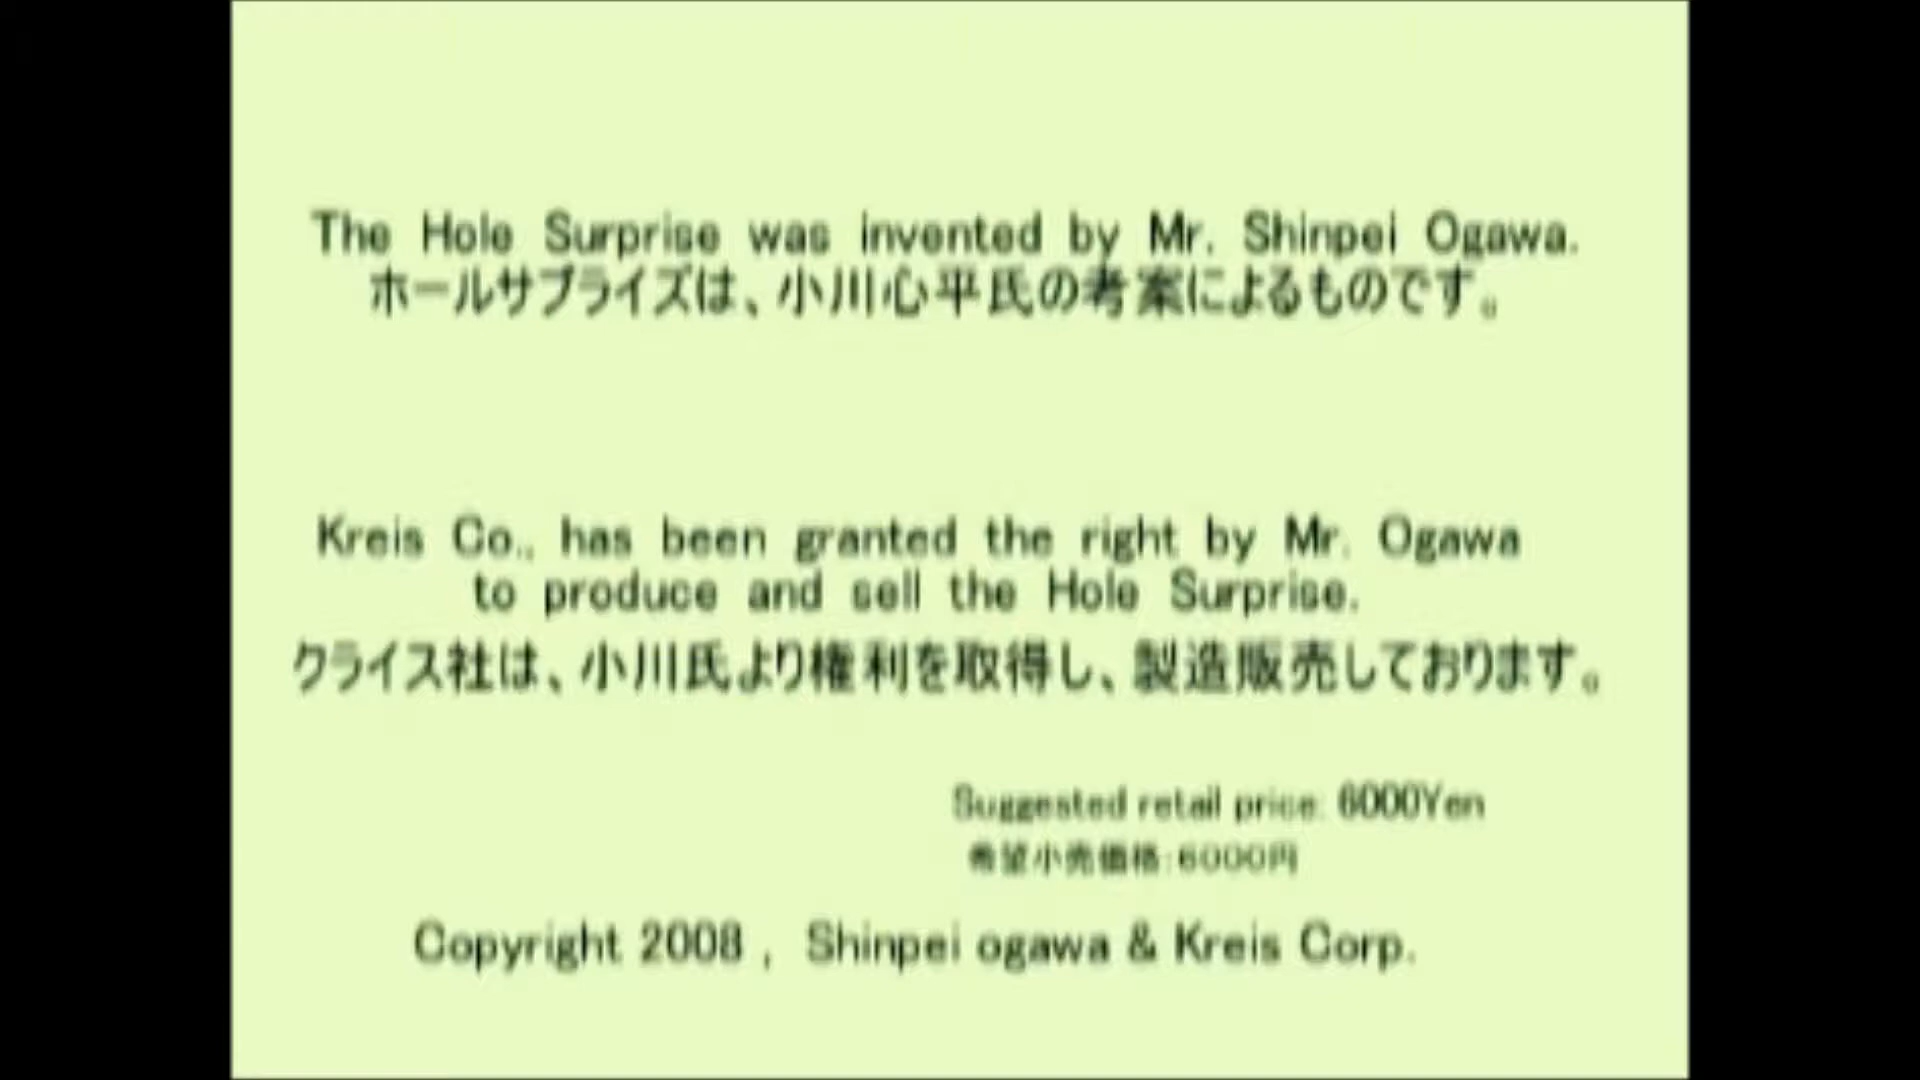 The Hole Surprise was invented by Mr. Shinpei Ogawa.
ホールサプライズは、小川心平氏の考案によるものです。
Kreis Co., has been granted the right by Mr. Ogawa
to produce and sell the Hole Surprise.
クライス社は、小川氏より権利を取得し、製造販売しております。
Suggested retail price: 6000Yen
希望小売価格:6000円
Copyright 2008 , Shinpei ogawa & Kreis Corp.